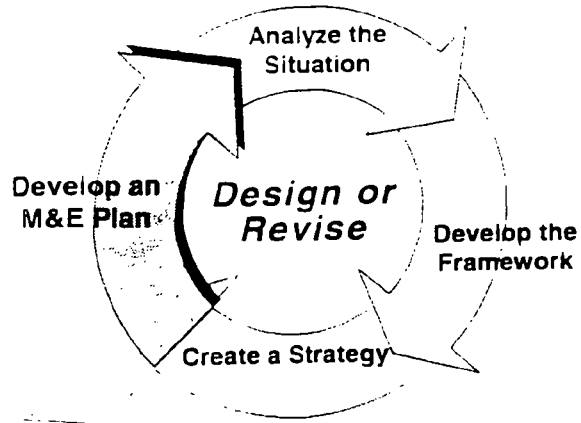 Analyze the
Situation
Develop the
Framework
Create a Strategy
Develop an
M&E Plan
Design or
Revise